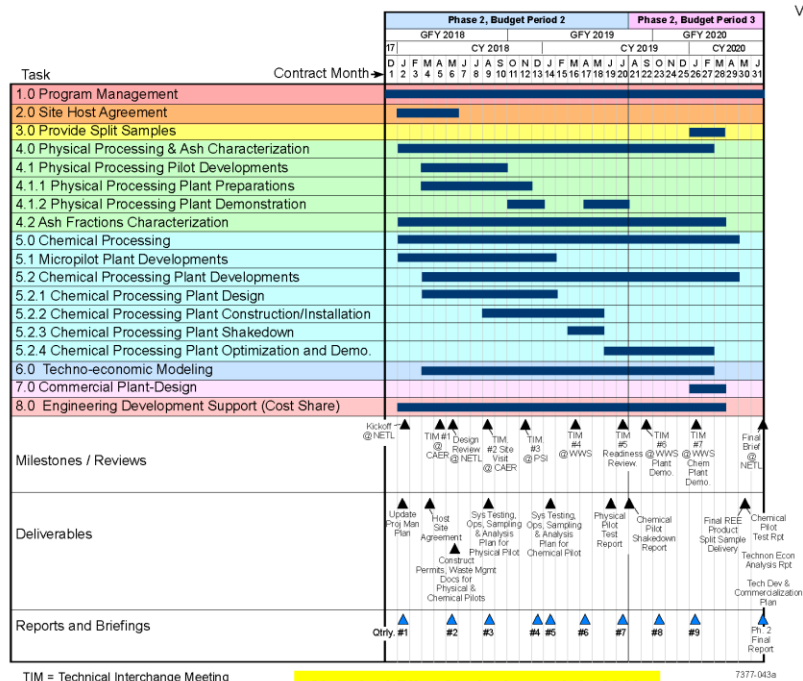 V
Phase 2, Budget Period 2 Phase 2, Budget Period 3
GFY 2018 GFY 2019 GFY 2020
17 CY 2018 CY 2019 CY 2020
D J F M A M J J A S O N D J F M A M J J A S O N D J F M A M J
Task Contract Month 1 2 3 4 5 6 7 8 9 10 11 12 13 14 15 16 17 18 19 20 21 22 23 24 25 26 27 28 29 30 31
1.0 Program Management
2.0 Site Host Agreement
3.0 Provide Split Samples
4.0 Physical Processing & Ash Characterization
4.1 Physical Processing Pilot Developments
4.1.1 Physical Processing Plant Preparations
4.1.2 Physical Processing Plant Demonstration
4.2 Ash Fractions Characterization
5.0 Chemical Processing
5.1 Micropilot Plant Developments
5.2 Chemical Processing Plant Developments
5.2.1 Chemical Processing Plant Design
5.2.2 Chemical Processing Plant Construction/Installation
5.2.3 Chemical Processing Plant Shakedown
5.2.4 Chemical Processing Plant Optimization and Demo.
6.0 Techno-economic Modeling
7.0 Commercial Plant-Design
8.0 Engineering Development Support (Cost Share)
Milestones / Reviews
Kickoff
@ NETL
TIM #1
@
CAER
Design
Review
@ NETL
TIM.
#2 Site
Visit
@ CAER
TIM.
#3
@ PSI
TIM
#4
@ WWS
TIM
#5
Readiness
Review.
TIM
#6
@ WWS
Plant
Demo.
TIM
#7
@ WWS
Chem
Plant
Demo.
Final
Brief
@
NETL
Deliverables
Update
Proj Man
Plan
Host
Site
Agreement
Construct
Permits, Waste Mgmt
Docs for
Physical &
Chemical Pilots
Sys Testing,
Ops, Sampling
& Analysis
Plan for
Physical Pilot
Sys Testing,
Ops, Sampling
& Analysis
Plan for
Chemical Pilot
Physical
Pilot
Test
Report
Chemical
Pilot
Shakedown
Report
Final REE
Product
Split Sample
Delivery
Chemical
Pilot
Test Rpt
Technon Econ
Analysis Rpt
Tech Dev &
Commercialization
Plan
Reports and Briefings
Qtrly. #1 #2 #3 #4 #5 #6 #7 #8 #9
Ph. 2
Final
Report
TIM = Technical Interchange Meeting
7377-043a